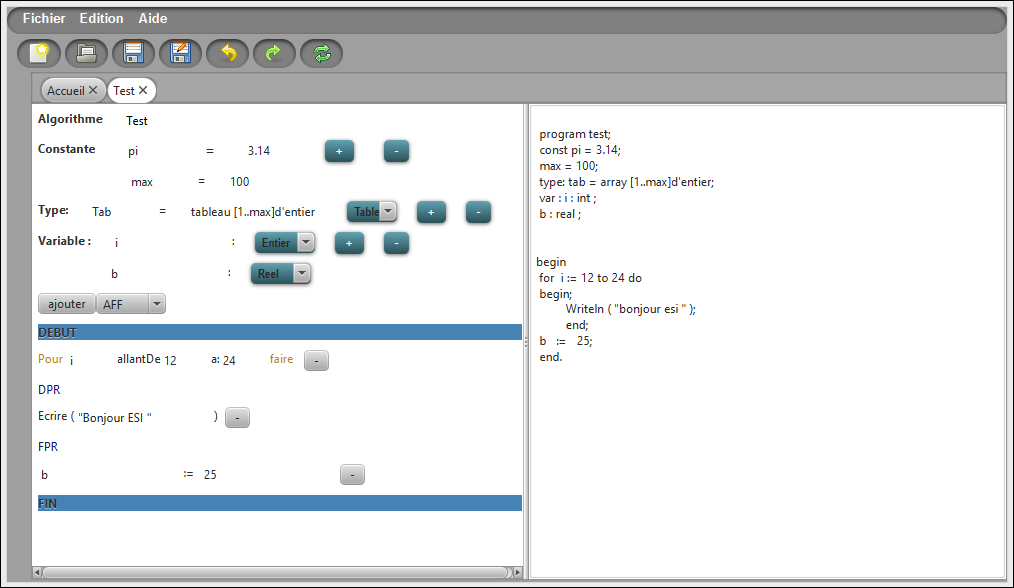 Fichier Edition Aide
Accueil Test
Algorithme Test
Constante pi = 3.14 + -
max = 100
Type: Tab = tableau [1..max]d'entier Table + -
Variable : i : Entier + -
b : Reel
ajouter AFF
DEBUT
Pour i allantDe 12 a: 24 faire -
DPR
Ecrire ( "Bonjour ESI " ) -
FPR
b := 25 -
FIN
program test;
const pi = 3.14;
max = 100;
type: tab = array [1..max]d'entier;
var : i : int ;
b : real ;
begin
for i := 12 to 24 do
begin;
Writeln ( "bonjour esi " );
end;
b := 25;
end.